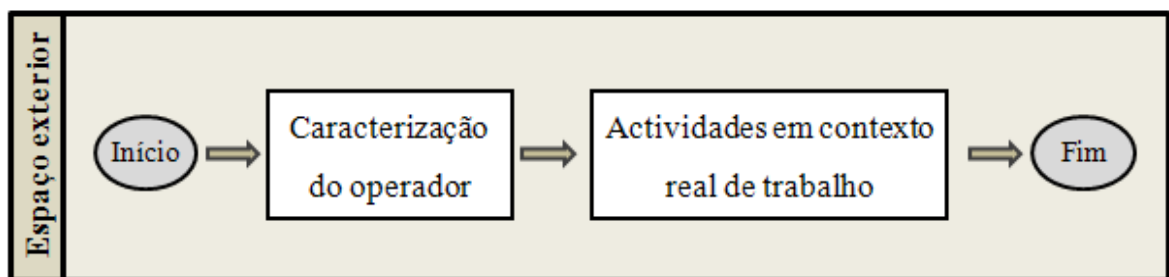 Espaço exterior
Início
Caracterização
do operador
Actividades em contexto
real de trabalho
Fim